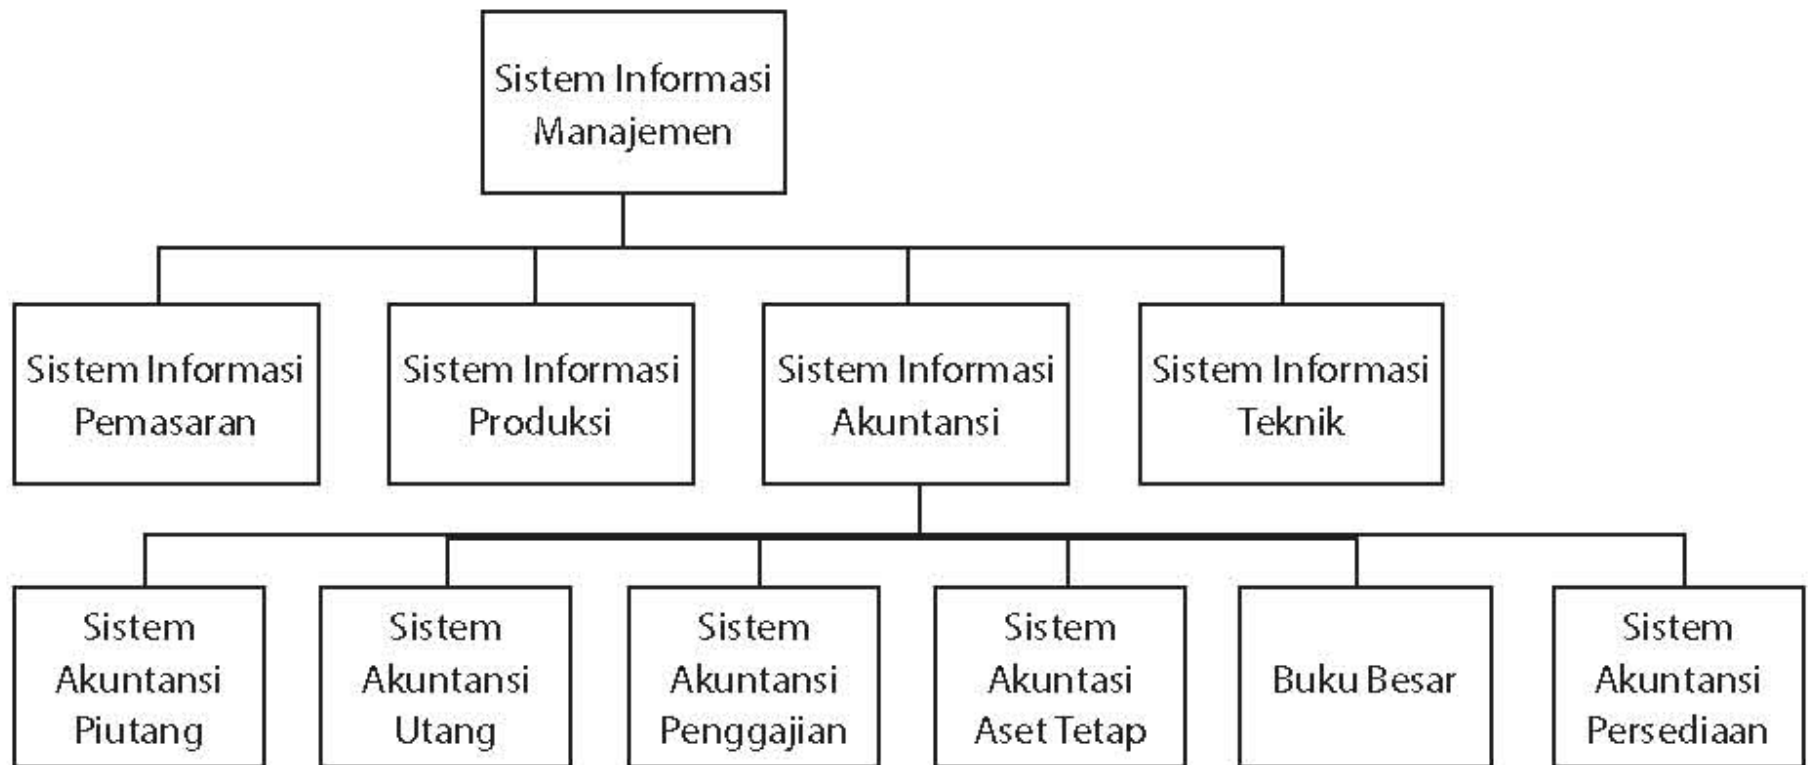 Sistem Informasi
Manajemen
Sistem Informasi
Pemasaran
Sistem Informasi
Produksi
Sistem Informasi
Akuntansi
Sistem Informasi
Teknik
Sistem
Akuntansi
Piutang
Sistem
Akuntansi
Utang
Sistem
Akuntansi
Penggajian
Sistem
Akuntasi
Aset Tetap
Buku Besar
Sistem
Akuntansi
Persediaan